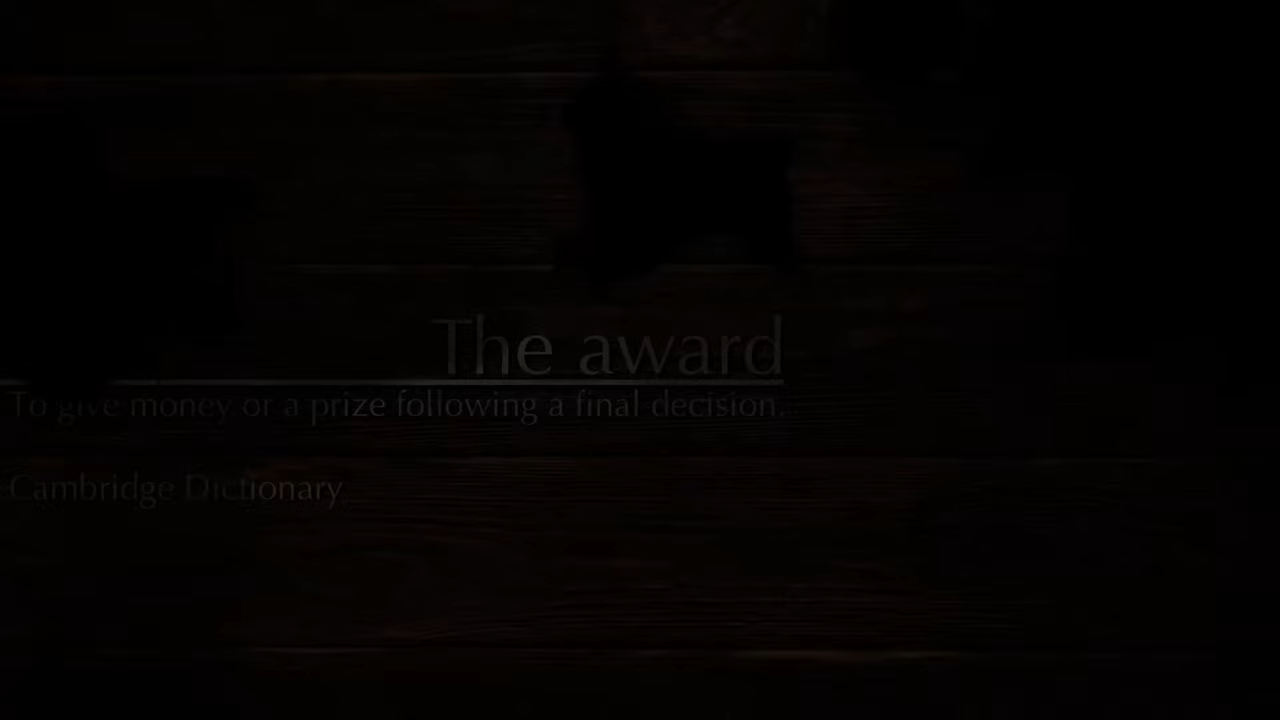 The award
To give money or a prize following a final decision.
Cambridge Dictionary